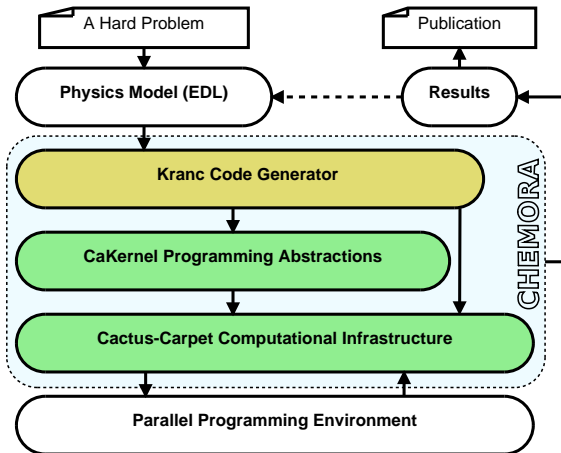 A Hard Problem
Publication
Physics Model (EDL)
Results
Kranc Code Generator
CaKernel Programming Abstractions
Cactus-Carpet Computational Infrastructure
CHEMORA
Parallel Programming Environment